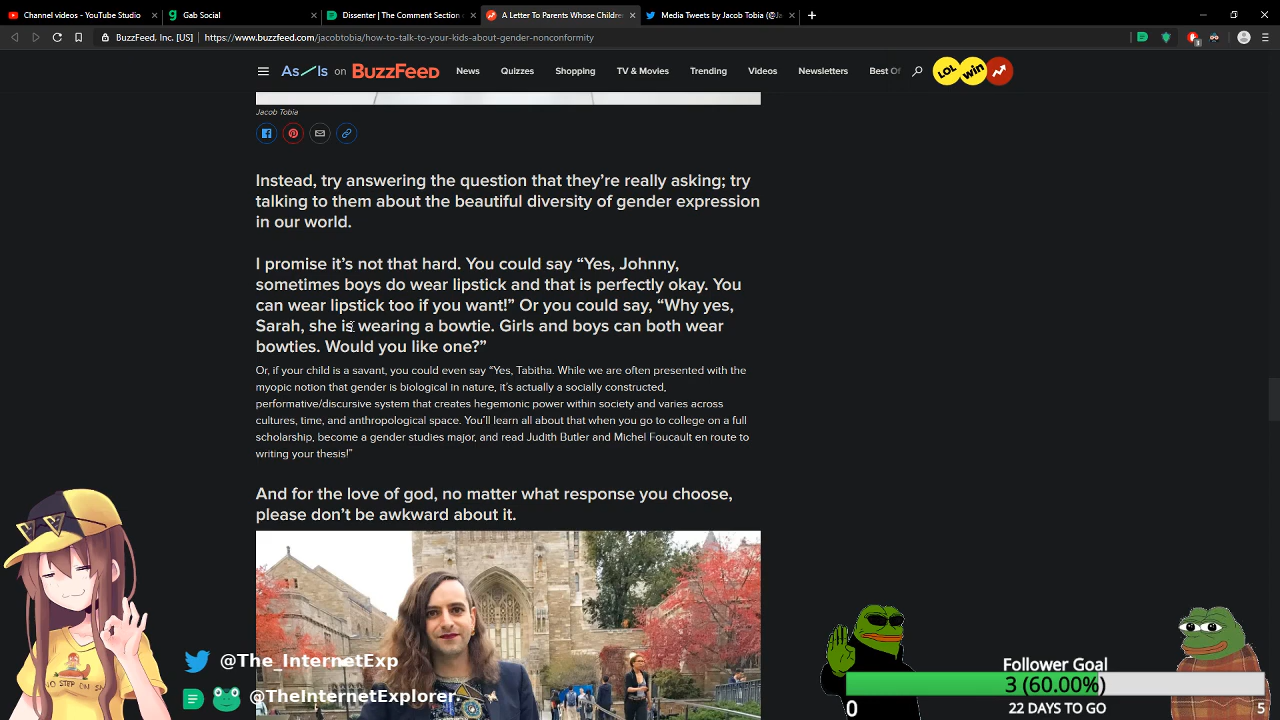 Channel videos - YouTube Studio
Gab Social
Dissenter | The Comment Section
A Letter To Parents Whose Children
Media Tweets by Jacob Tobia (@Ja
BuzzFeed, Inc. [US]
https://www.buzzfeed.com/jacobtobia/how-to-talk-to-your-kids-about-gender-nonconformity
As/Is on BuzzFeed
News
Quizzes
Shopping
TV & Movies
Trending
Videos
Newsletters
Best Of
LOL
win
Jacob Tobia
Instead, try answering the question that they're really asking; try
talking to them about the beautiful diversity of gender expression
in our world.
I promise it's not that hard. You could say “Yes, Johnny,
sometimes boys do wear lipstick and that is perfectly okay. You
can wear lipstick too if you want!” Or you could say, “Why yes,
Sarah, she is wearing a bowtie. Girls and boys can both wear
bowties. Would you like one?”
Or, if your child is a savant, you could even say “Yes, Tabitha. While we are often presented with the
myopic notion that gender is biological in nature, it's actually a socially constructed,
performative/discursive system that creates hegemonic power within society and varies across
cultures, time, and anthropological space. You'll learn all about that when you go to college on a full
scholarship, become a gender studies major, and read Judith Butler and Michel Foucault en route to
writing your thesis!”
And for the love of god, no matter what response you choose,
please don't be awkward about it.
@The_InternetExp
@TheInternetExplorer
Follower Goal
3 (60.00%)
0
22 DAYS TO GO
5